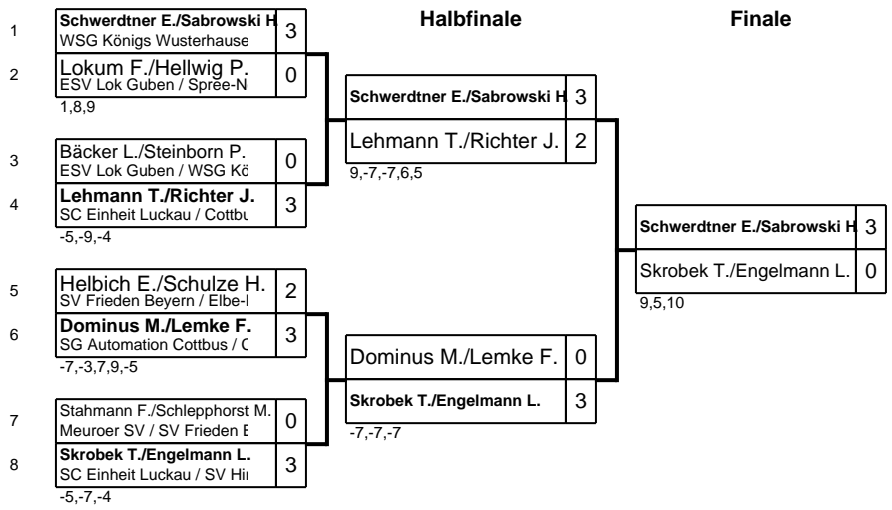 Halbfinale
Finale
1
Schwerdtner E./Sabrowski H
3
WSG Königs Wusterhause
2
Lokum F./Hellwig P.
0
ESV Lok Guben / Spree-N
1,8,9
3
Bäcker L./Steinborn P.
0
ESV Lok Guben / WSG Kö
4
Lehmann T./Richter J.
3
SC Einheit Luckau / Cottbu
-5,-9,-4
5
Helbich E./Schulze H.
2
SV Frieden Beyern / Elbe-
6
Dominus M./Lemke F.
3
SG Automation Cottbus / C
-7,-3,7,9,-5
7
Stahmann F./Schlepphorst M.
0
Meuroer SV / SV Frieden
8
Skrobek T./Engelmann L.
3
SC Einheit Luckau / SV Hi
-5,-7,-4
Schwerdtner E./Sabrowski H
3
Lehmann T./Richter J.
2
9,-7,-7,6,5
Dominus M./Lemke F.
0
Skrobek T./Engelmann L.
3
-7,-7,-7
Schwerdtner E./Sabrowski H
3
Skrobek T./Engelmann L.
0
9,5,10